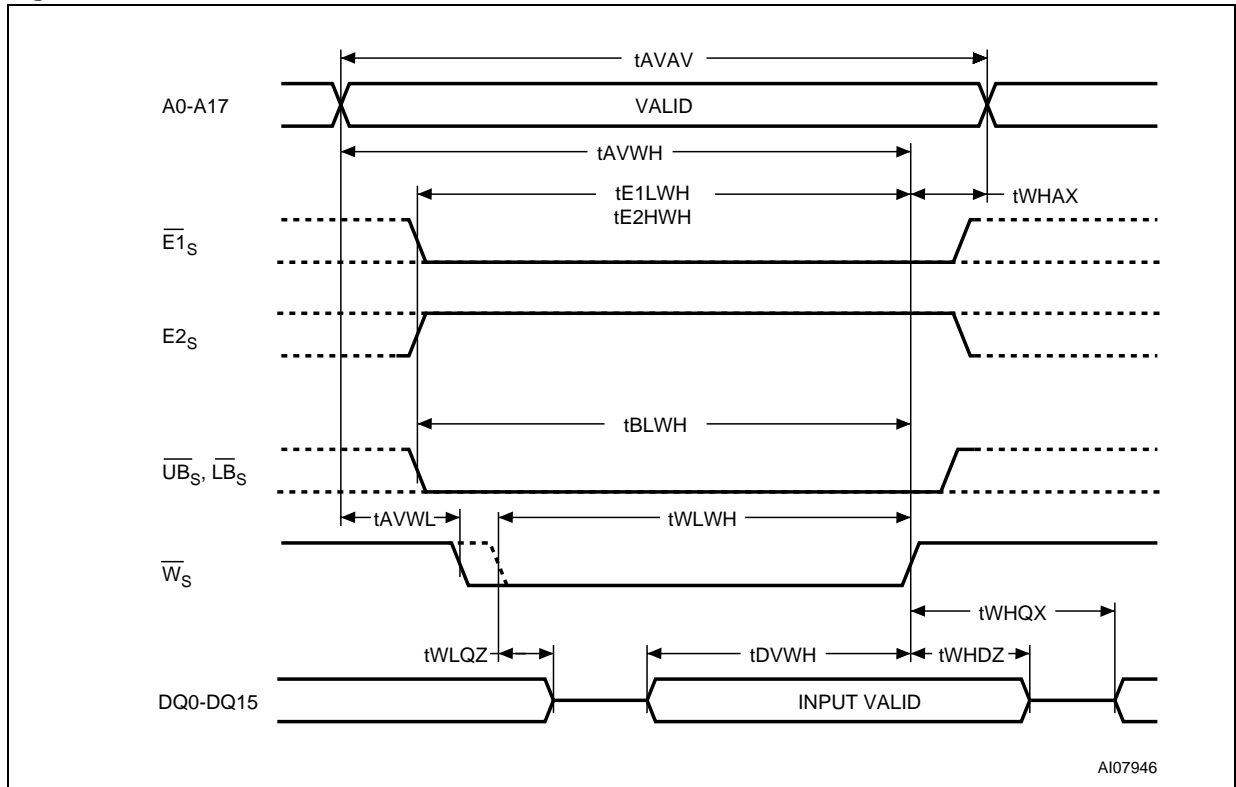 tAVAV
A0-A17
VALID
tAVWH
tE1LWH
tE2HWH
tWHAX
E1S
E2S
tBLWH
UBS, LBS
tAVWL
tWLWH
WS
tWHQX
tWLQZ
tDVWH
tWHDZ
DQ0-DQ15
INPUT VALID
AI07946